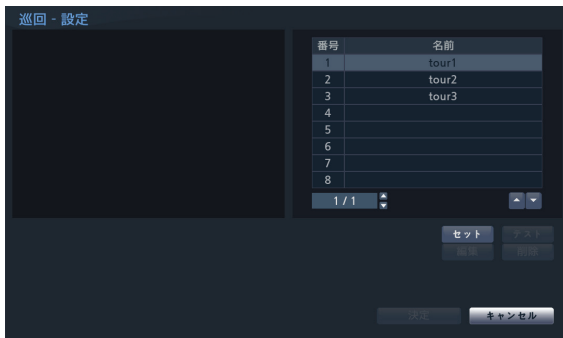 巡回 - 設定
番号 名前
1 tour1
2 tour2
3 tour3
4
5
6
7
8
1 / 1
セット テスト
編集 削除
決定 キャンセル